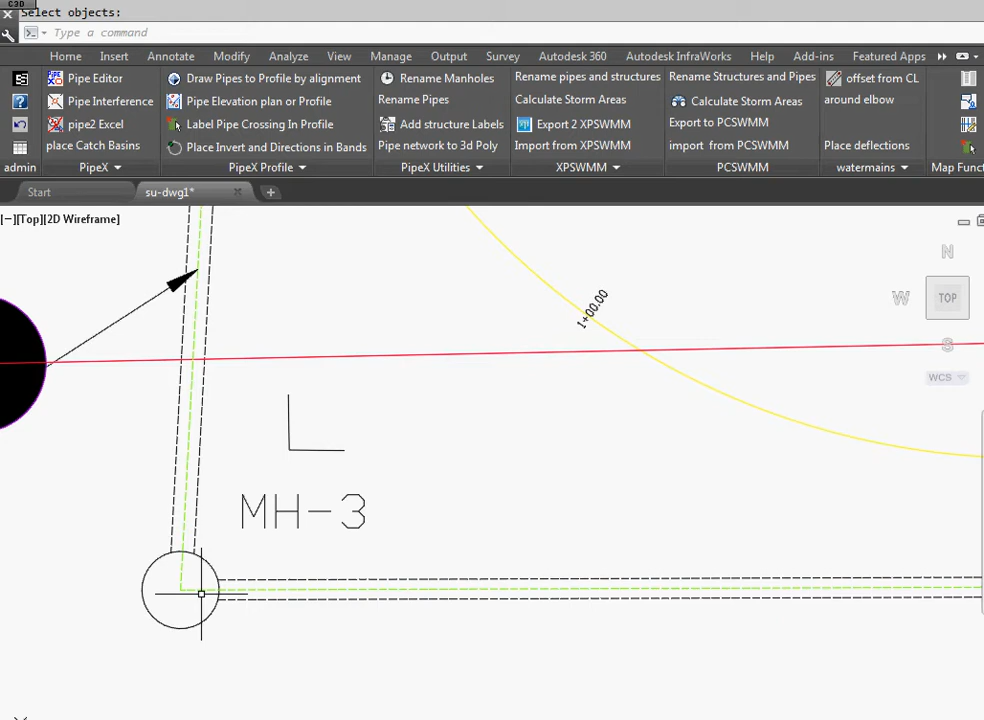 C3D
Select objects:
Type a command
Home Insert Annotate Modify Analyze View Manage Output Survey Autodesk 360 Autodesk InfraWorks Help Add-ins Featured Apps
Pipe Editor Draw Pipes to Profile by alignment Rename Manholes Rename pipes and structures Rename Structures and Pipes offset from CL
Pipe Interference Pipe Elevation plan or Profile Rename Pipes Calculate Storm Areas Calculate Storm Areas around elbow
pipe2 Excel Label Pipe Crossing In Profile Add structure Labels Export 2 XPSWMM Export to PCSWMM
place Catch Basins Place Invert and Directions in Bands Pipe network to 3d Poly Import from XPSWMM import from PCSWMM Place deflections
admin PipeX PipeX Profile PipeX Utilities XPSWMM PCSWMM watermains Map Funct
Start su-dwg1*
[−][Top][2D Wireframe]
N
W TOP
S
WCS
1+00.00
MH-3